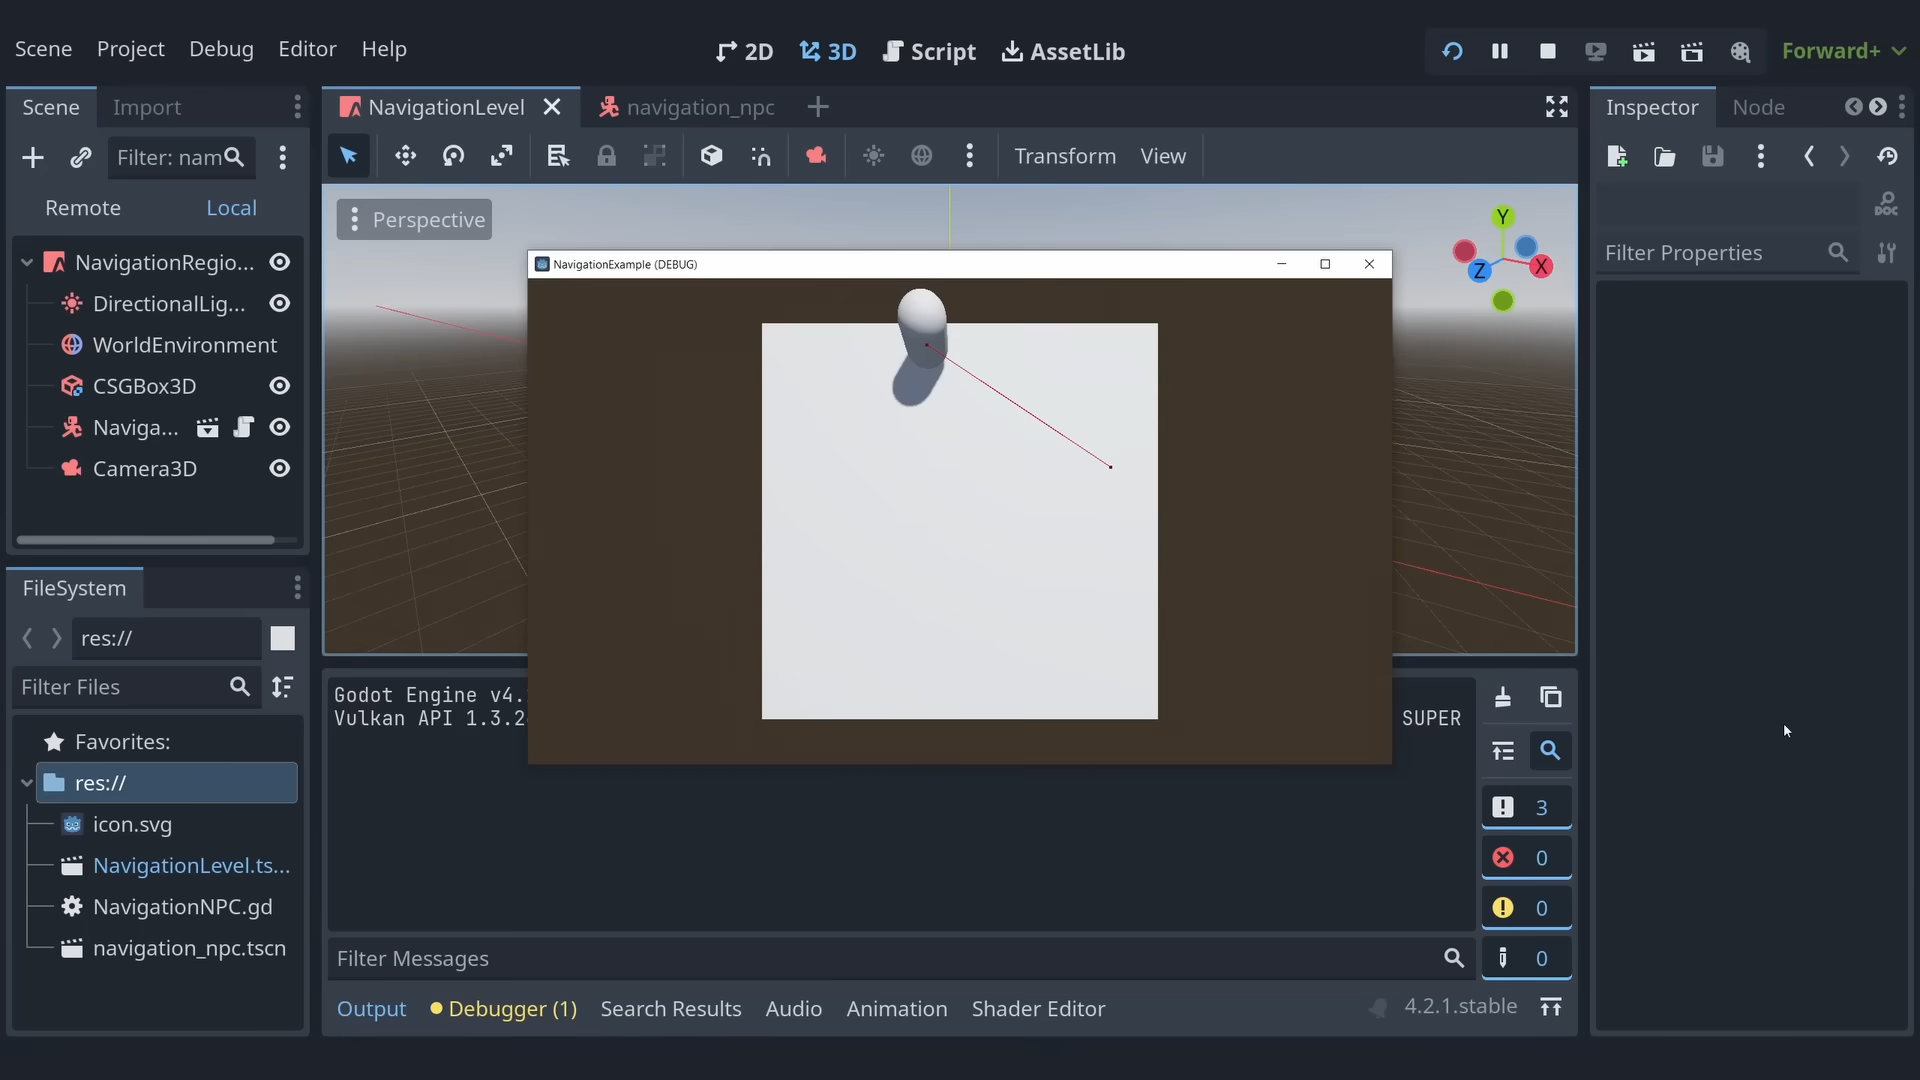 Scene Project Debug Editor Help
2D 3D Script AssetLib
Forward+
Scene Import
NavigationLevel navigation_npc
Inspector Node
Filter: nam
Transform View
Remote Local
Perspective
Filter Properties
DOC
Y
X
Z
NavigationRegio...
DirectionalLig...
WorldEnvironment
CSGBox3D
Naviga...
Camera3D
NavigationExample (DEBUG)
FileSystem
res://
Filter Files
Favorites:
res://
icon.svg
NavigationLevel.ts...
NavigationNPC.gd
navigation_npc.tscn
Godot Engine v4.
Vulkan API 1.3.2 SUPER
3
0
0
0
Filter Messages
Output Debugger (1) Search Results Audio Animation Shader Editor
4.2.1.stable